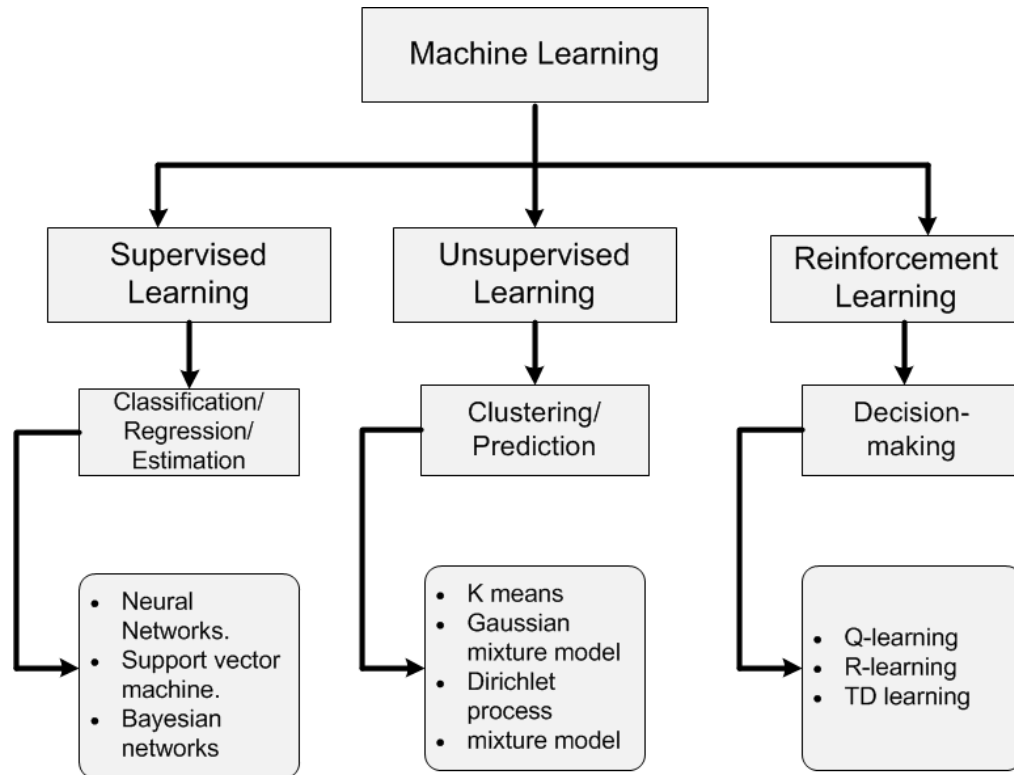 Machine Learning
Supervised
Learning
Unsupervised
Learning
Reinforcement
Learning
Classification/
Regression/
Estimation
Clustering/
Prediction
Decision-
making
• Neural
Networks.
• Support vector
machine.
• Bayesian
networks
• K means
• Gaussian
mixture model
• Dirichlet
process
• mixture model
• Q-learning
• R-learning
• TD learning